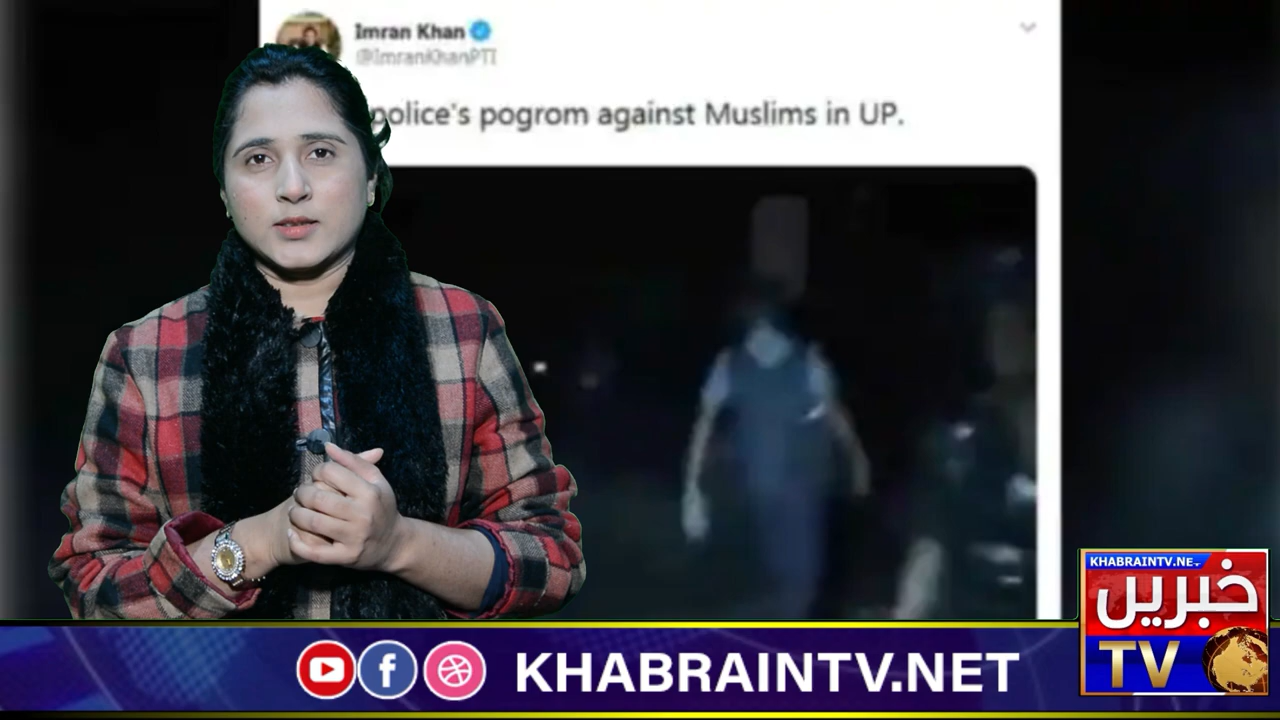 Imran Khan
@ImranKhanPTI
police's pogrom against Muslims in UP.
KHABRAINTV.NE
خبریں
TV
KHABRAINTV.NET